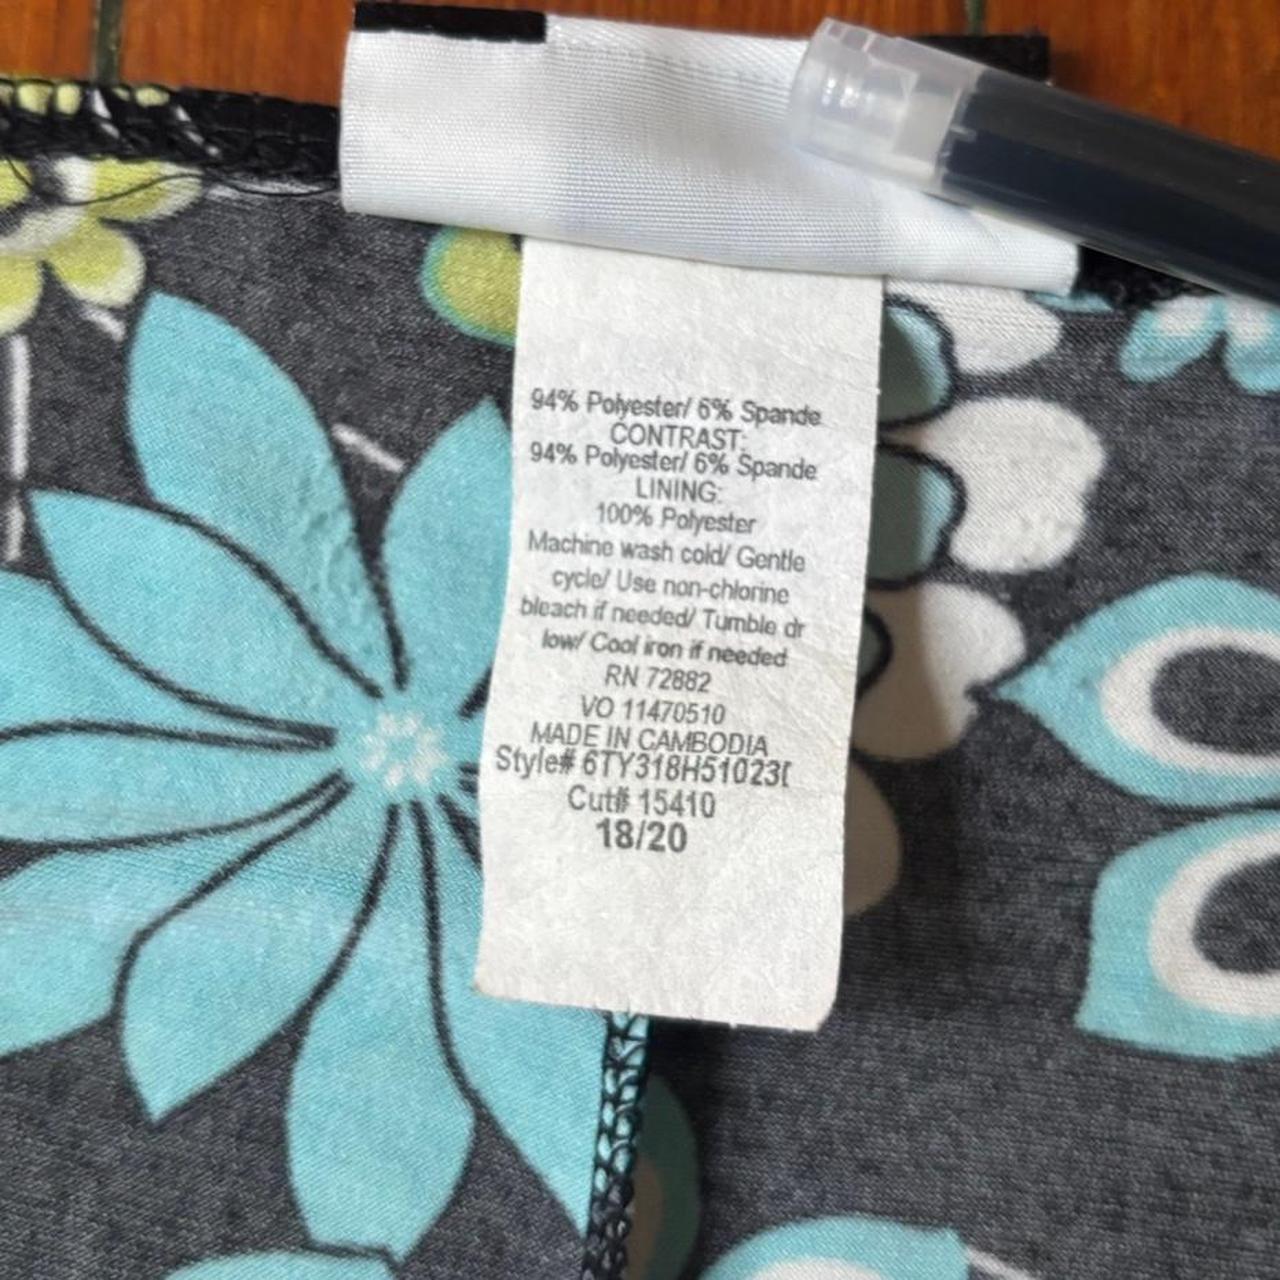 94% Polyester/ 6% Spande
CONTRAST:
94% Polyester/ 6% Spande
LINING:
100% Polyester
Machine wash cold/ Gentle
cycle/ Use non-chlorine
bleach if needed/ Tumble dr
low/ Cool iron if needed
RN 72882
VO 11470510
MADE IN CAMBODIA
Style# 6TY318H51023[
Cut# 15410
18/20